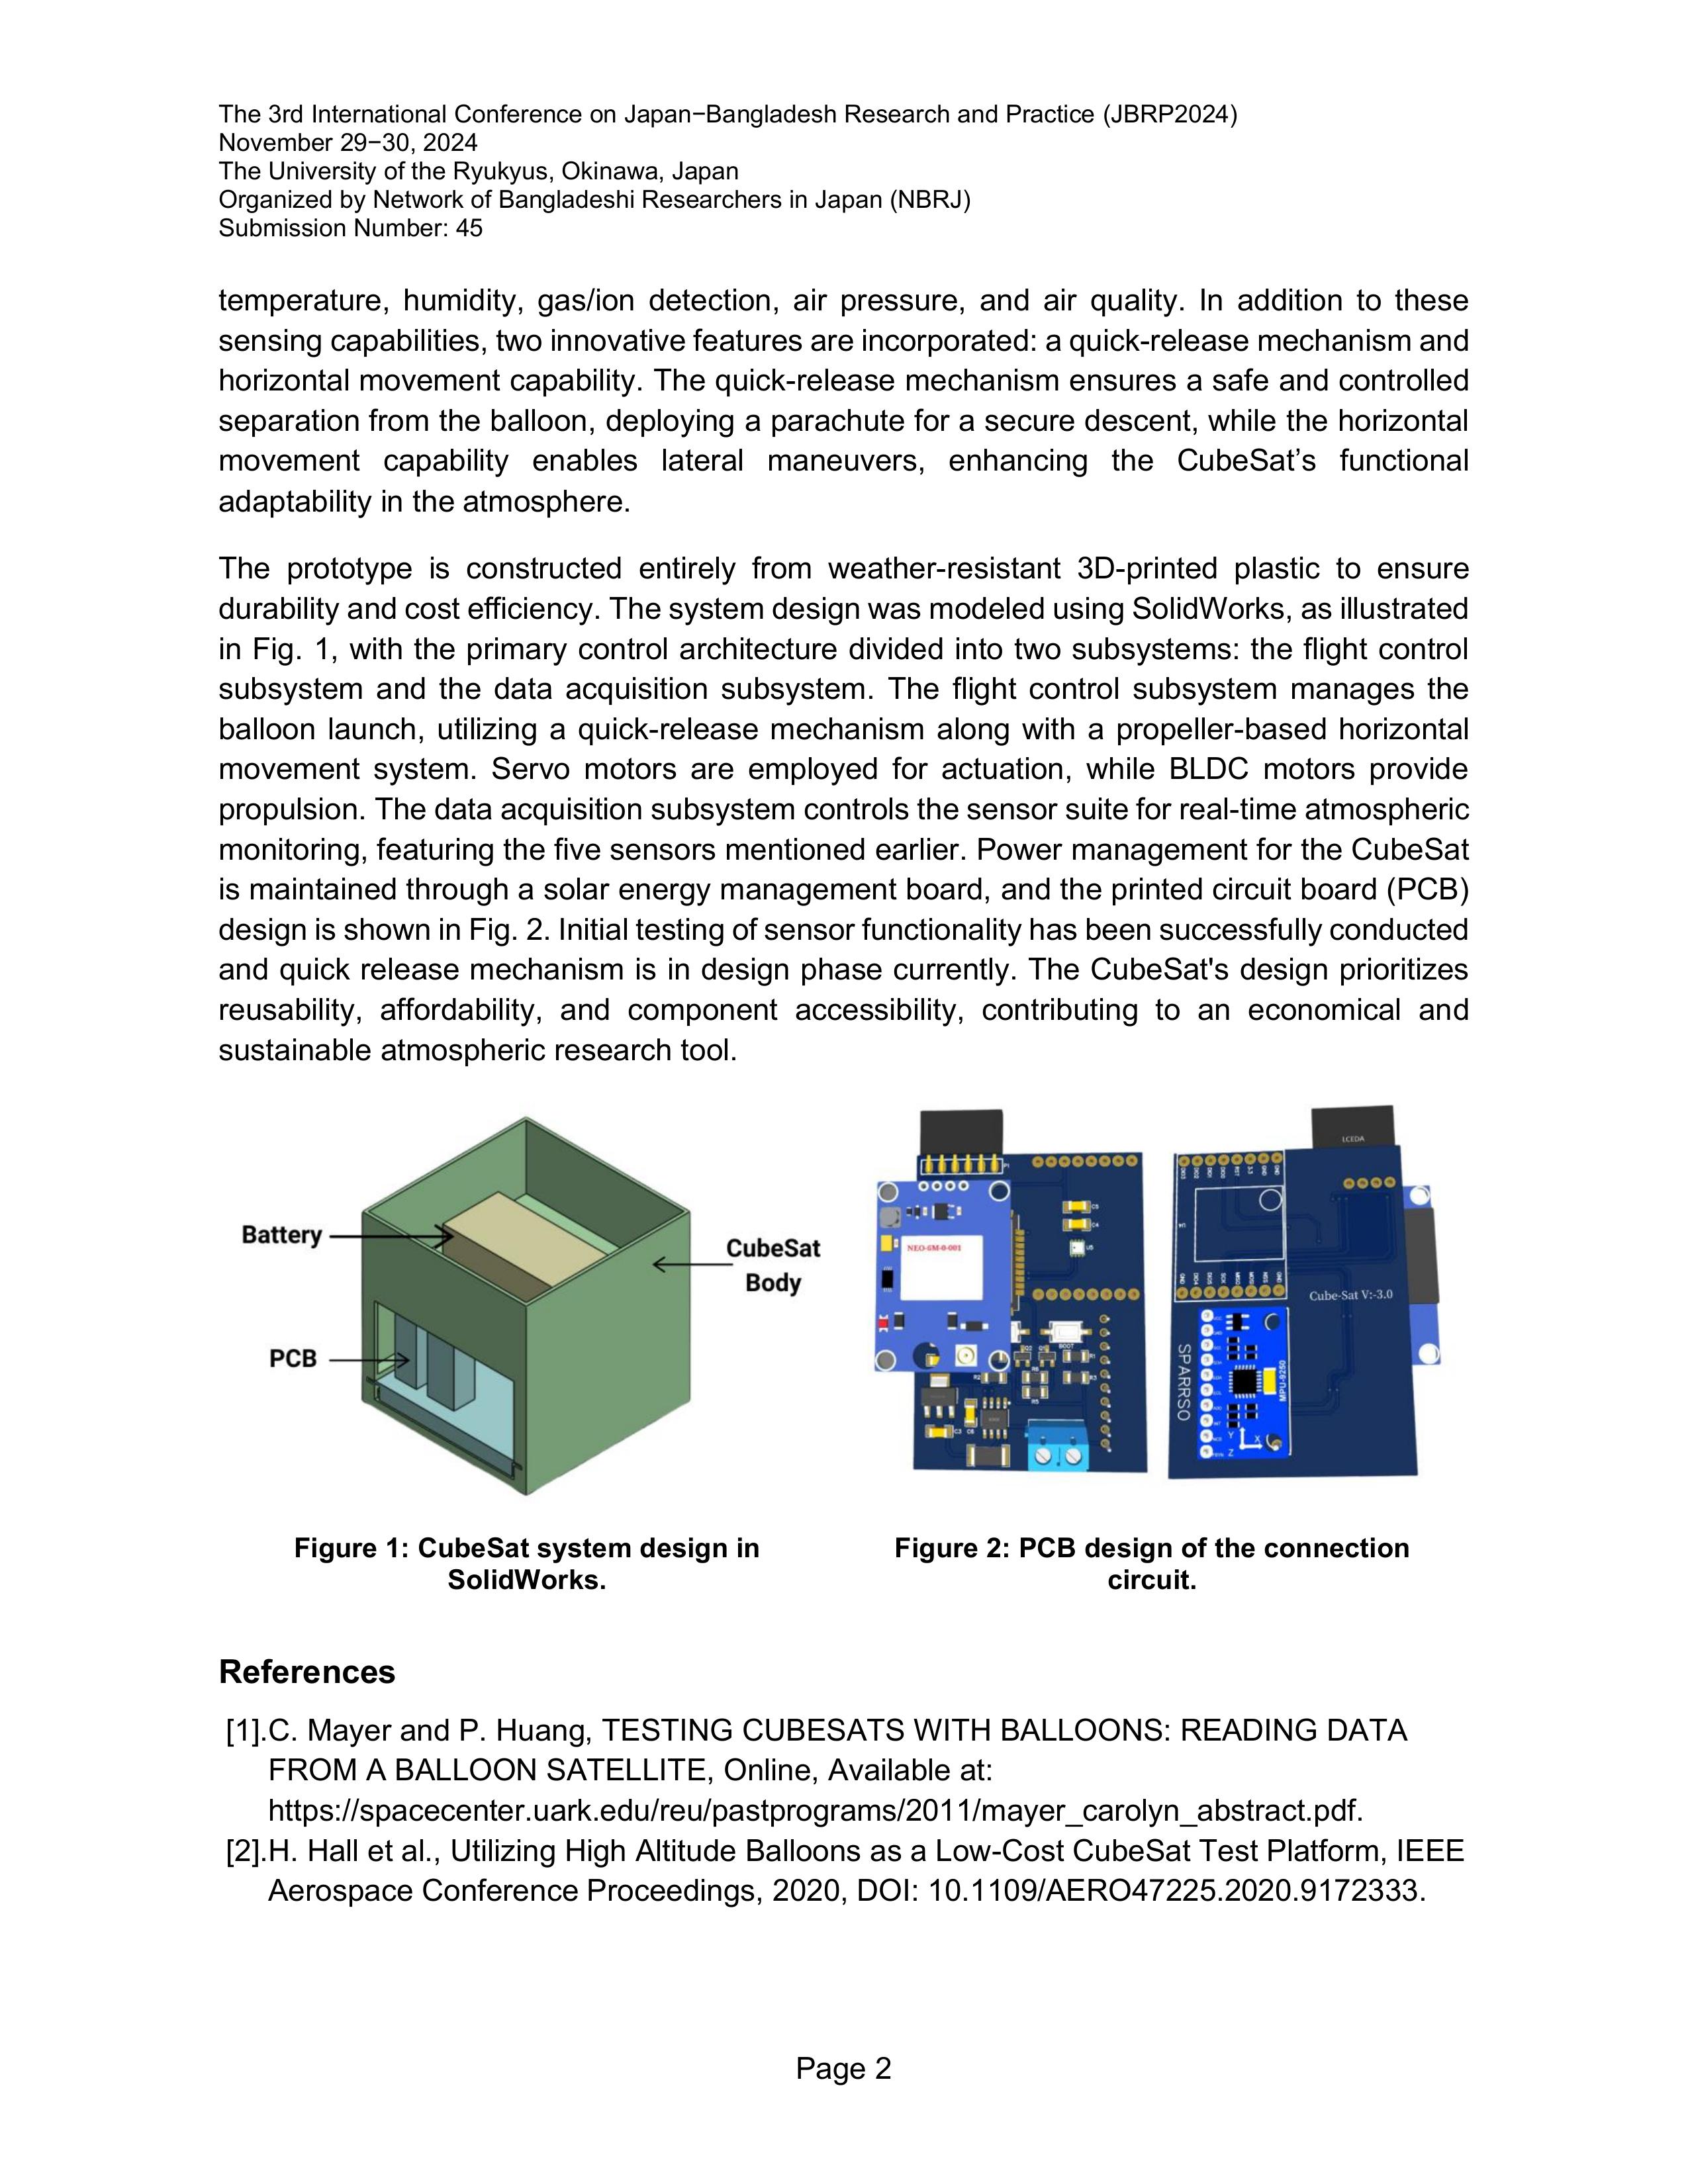 The 3rd International Conference on Japan−Bangladesh Research and Practice (JBRP2024)
November 29−30, 2024
The University of the Ryukyus, Okinawa, Japan
Organized by Network of Bangladeshi Researchers in Japan (NBRJ)
Submission Number: 45
temperature, humidity, gas/ion detection, air pressure, and air quality. In addition to these
sensing capabilities, two innovative features are incorporated: a quick-release mechanism and
horizontal movement capability. The quick-release mechanism ensures a safe and controlled
separation from the balloon, deploying a parachute for a secure descent, while the horizontal
movement capability enables lateral maneuvers, enhancing the CubeSat’s functional
adaptability in the atmosphere.
The prototype is constructed entirely from weather-resistant 3D-printed plastic to ensure
durability and cost efficiency. The system design was modeled using SolidWorks, as illustrated
in Fig. 1, with the primary control architecture divided into two subsystems: the flight control
subsystem and the data acquisition subsystem. The flight control subsystem manages the
balloon launch, utilizing a quick-release mechanism along with a propeller-based horizontal
movement system. Servo motors are employed for actuation, while BLDC motors provide
propulsion. The data acquisition subsystem controls the sensor suite for real-time atmospheric
monitoring, featuring the five sensors mentioned earlier. Power management for the CubeSat
is maintained through a solar energy management board, and the printed circuit board (PCB)
design is shown in Fig. 2. Initial testing of sensor functionality has been successfully conducted
and quick release mechanism is in design phase currently. The CubeSat's design prioritizes
reusability, affordability, and component accessibility, contributing to an economical and
sustainable atmospheric research tool.
Battery
CubeSat
Body
PCB
NEO-6M-0-001
BOOT
LCEDA
Cube-Sat V:-3.0
SPARRSO
MPU-9250
Y
X
Z
Figure 1: CubeSat system design in
SolidWorks.
Figure 2: PCB design of the connection
circuit.
References
[1].C. Mayer and P. Huang, TESTING CUBESATS WITH BALLOONS: READING DATA
FROM A BALLOON SATELLITE, Online, Available at:
https://spacecenter.uark.edu/reu/pastprograms/2011/mayer_carolyn_abstract.pdf.
[2].H. Hall et al., Utilizing High Altitude Balloons as a Low-Cost CubeSat Test Platform, IEEE
Aerospace Conference Proceedings, 2020, DOI: 10.1109/AERO47225.2020.9172333.
Page 2